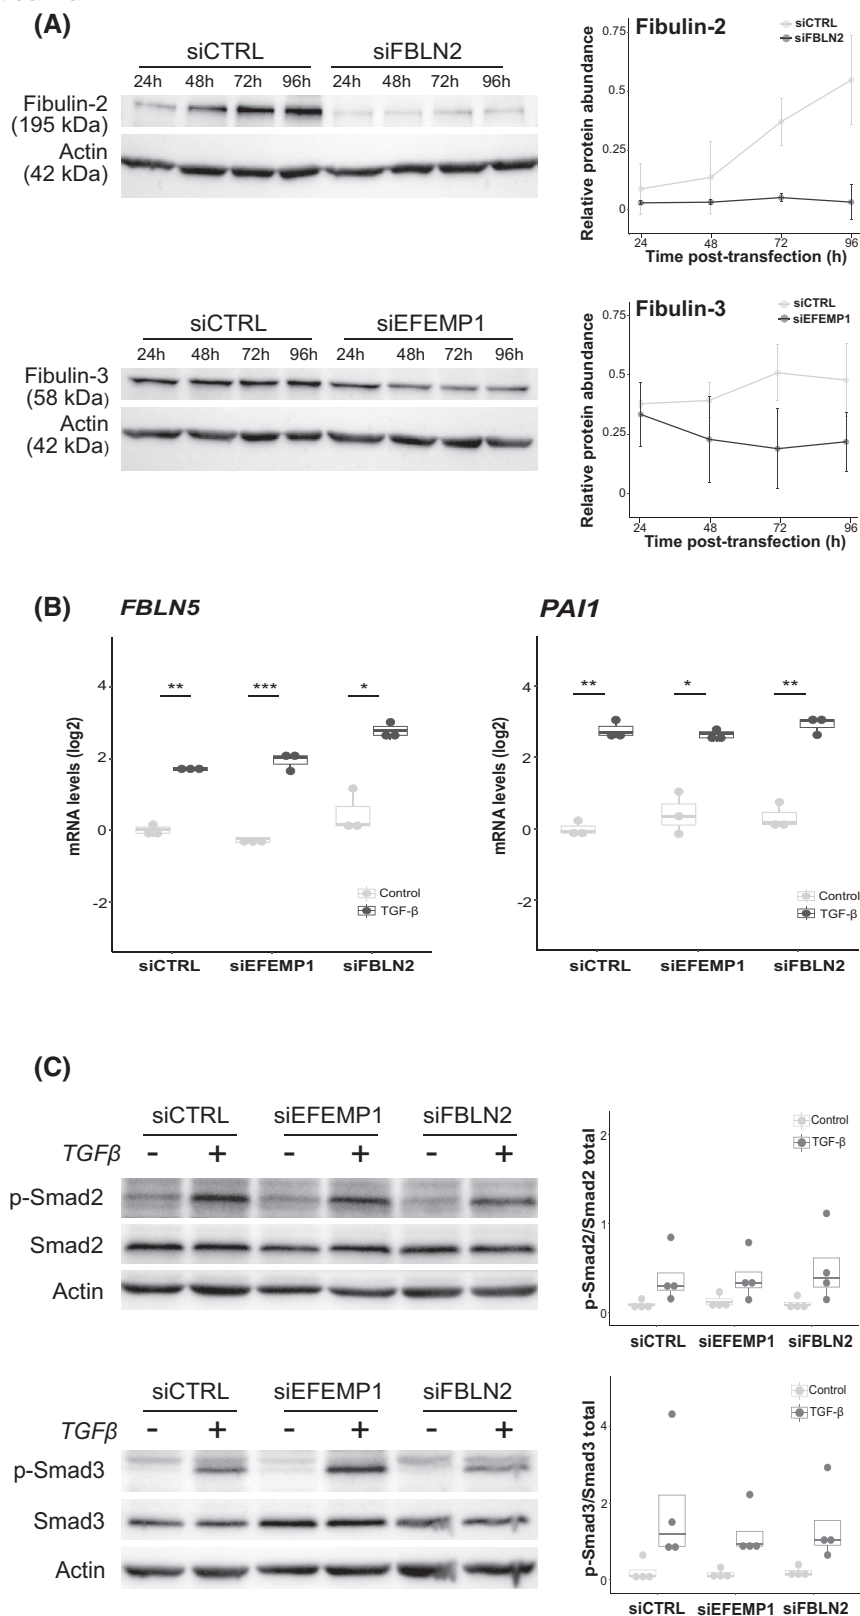 (A)
siCTRL siFBLN2
24h 48h 72h 96h 24h 48h 72h 96h
Fibulin-2
(195 kDa)
Actin
(42 kDa)
Fibulin-2
siCTRL
siFBLN2
Relative protein abundance
0.75
0.5
0.25
0
24 48 72 96
Time post-transfection (h)
siCTRL siEFEMP1
24h 48h 72h 96h 24h 48h 72h 96h
Fibulin-3
(58 kDa)
Actin
(42 kDa)
Fibulin-3
siCTRL
siEFEMP1
Relative protein abundance
0.75
0.5
0.25
0
24 48 72 96
Time post-transfection (h)
(B)
FBLN5
mRNA levels (log2)
4
2
0
-2
** *** *
Control
TGF-β
siCTRL siEFEMP1 siFBLN2
PAI1
mRNA levels (log2)
4
2
0
-2
** * **
Control
TGF-β
siCTRL siEFEMP1 siFBLN2
(C)
siCTRL siEFEMP1 siFBLN2
TGFβ - + - + - +
p-Smad2
Smad2
Actin
p-Smad2/Smad2 total
2
1
0
Control
TGF-β
siCTRL siEFEMP1 siFBLN2
siCTRL siEFEMP1 siFBLN2
TGFβ - + - + - +
p-Smad3
Smad3
Actin
p-Smad3/Smad3 total
4
2
0
Control
TGF-β
siCTRL siEFEMP1 siFBLN2